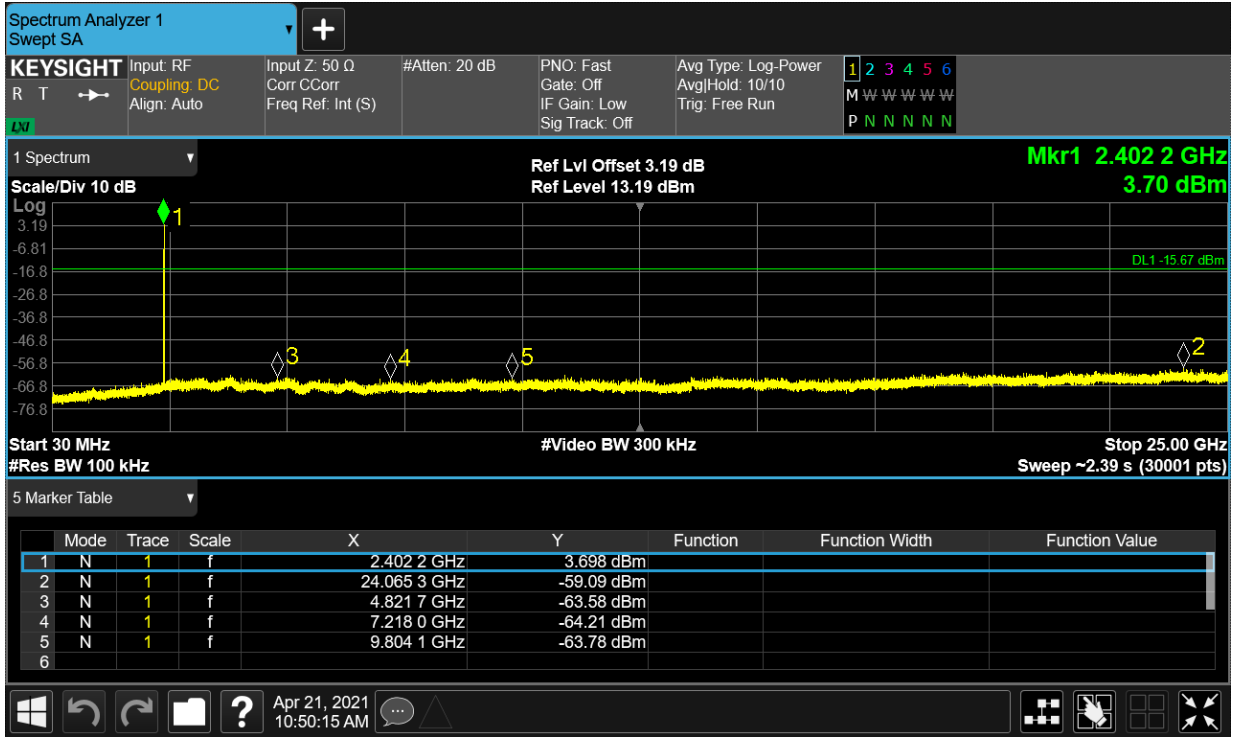 Spectrum Analyzer 1
Swept SA
KEYSIGHT
R T
LXI
Input: RF
Coupling: DC
Align: Auto
Input Z: 50 Ω
Corr CCorr
Freq Ref: Int (S)
#Atten: 20 dB
PNO: Fast
Gate: Off
IF Gain: Low
Sig Track: Off
Avg Type: Log-Power
Avg|Hold: 10/10
Trig: Free Run
1 2 3 4 5 6
M W W W W W
P N N N N N
1 Spectrum
Scale/Div 10 dB
Ref Lvl Offset 3.19 dB
Ref Level 13.19 dBm
Mkr1 2.402 2 GHz
3.70 dBm
Log
3.19
-6.81
-16.8
-26.8
-36.8
-46.8
-56.8
-66.8
-76.8
1
DL1 -15.67 dBm
3
4
5
2
Start 30 MHz
#Video BW 300 kHz
Stop 25.00 GHz
#Res BW 100 kHz
Sweep ~2.39 s (30001 pts)
5 Marker Table
Mode Trace Scale X Y Function Function Width Function Value
1 N 1 f 2.402 2 GHz 3.698 dBm
2 N 1 f 24.065 3 GHz -59.09 dBm
3 N 1 f 4.821 7 GHz -63.58 dBm
4 N 1 f 7.218 0 GHz -64.21 dBm
5 N 1 f 9.804 1 GHz -63.78 dBm
6
?
Apr 21, 2021
10:50:15 AM